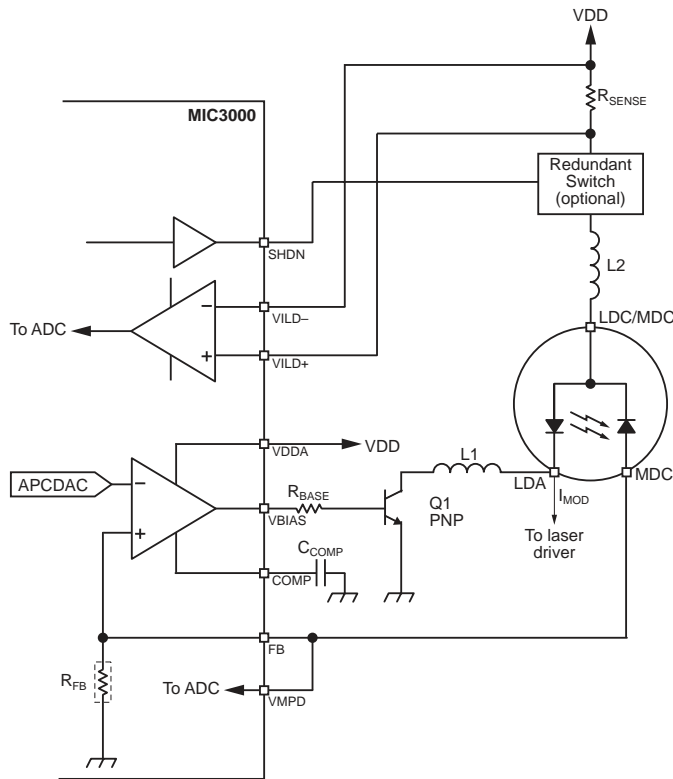 VDD
MIC3000
RSENSE
Redundant
Switch
(optional)
SHDN
L2
VILD–
LDC/MDC
To ADC
VILD+
VDDA
VDD
L1
APCDAC
RBASE
LDA
MDC
VBIAS
Q1
PNP
IMOD
To laser
driver
CCOMP
COMP
FB
RFB
To ADC
VMPD